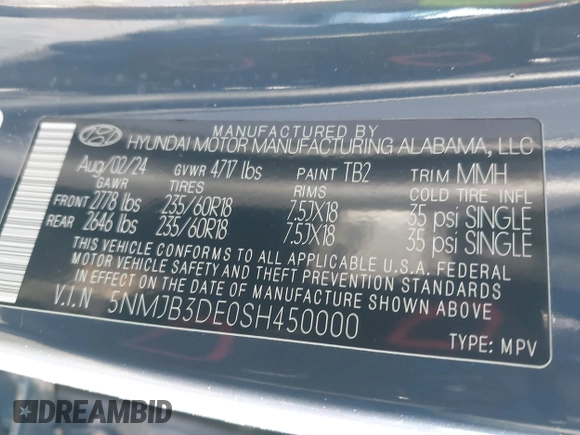 MANUFACTURED BY
HYUNDAI MOTOR MANUFACTURING ALABAMA, LLC
Aug/02/24 GVWR 4717 lbs PAINT TB2 TRIM MMH
GAWR TIRES RIMS COLD TIRE INFL
FRONT 2778 lbs 235/60R18 7.5JX18 35 psi SINGLE
REAR 2646 lbs 235/60R18 7.5JX18 35 psi SINGLE
THIS VEHICLE CONFORMS TO ALL APPLICABLE U.S.A. FEDERAL
MOTOR VEHICLE SAFETY AND THEFT PREVENTION STANDARDS
IN EFFECT ON THE DATE OF MANUFACTURE SHOWN ABOVE
V.I.N 5NMJB3DE0SH450000
TYPE: MPV
DREAMBID